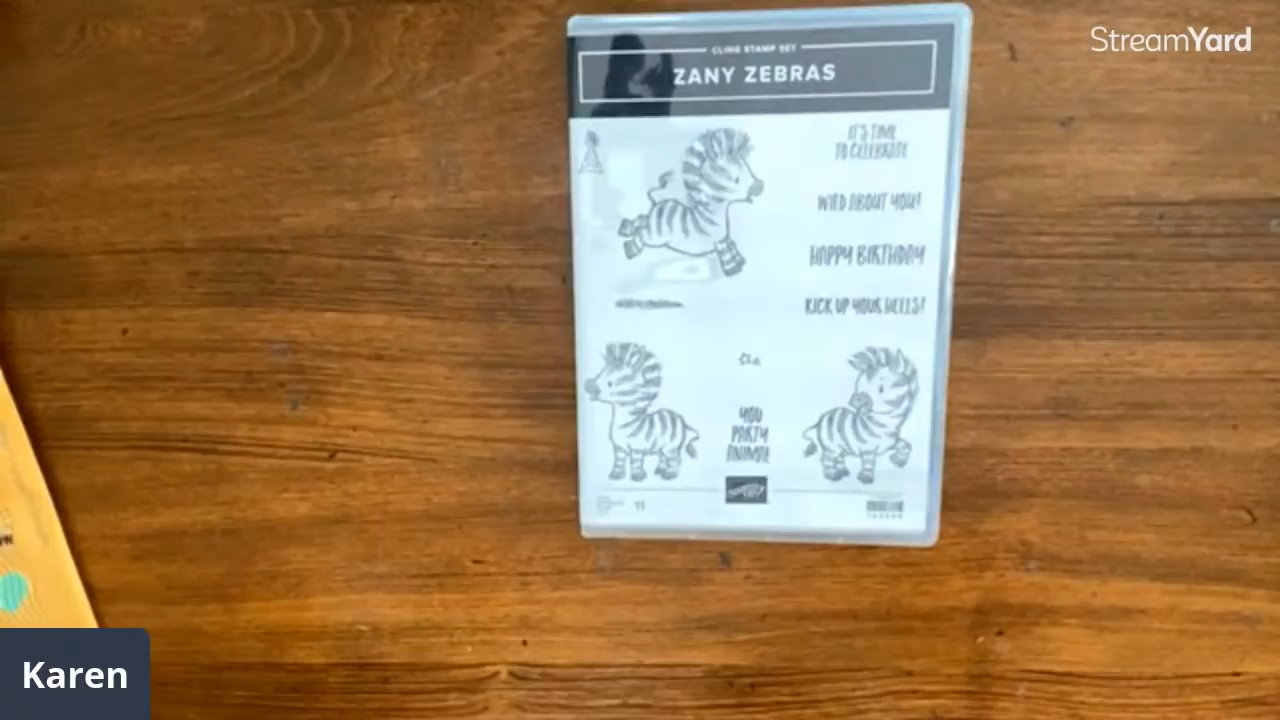 StreamYard
CLING STAMP SET
ZANY ZEBRAS
IT'S TIME
TO CELEBRATE
WILD ABOUT YOU!
HAPPY BIRTHDAY
KICK UP YOUR HEELS!
YOU
PARTY
ANIMAL
11
Karen